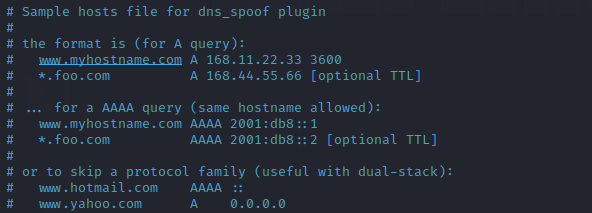 # Sample hosts file for dns_spoof plugin
#
# the format is (for A query):
#   www.myhostname.com A 168.11.22.33 3600
#   *.foo.com          A 168.44.55.66 [optional TTL]
#
# ... for a AAAA query (same hostname allowed):
#   www.myhostname.com AAAA 2001:db8::1
#   *.foo.com          AAAA 2001:db8::2 [optional TTL]
#
# or to skip a protocol family (useful with dual-stack):
#   www.hotmail.com    AAAA ::
#   www.yahoo.com      A    0.0.0.0